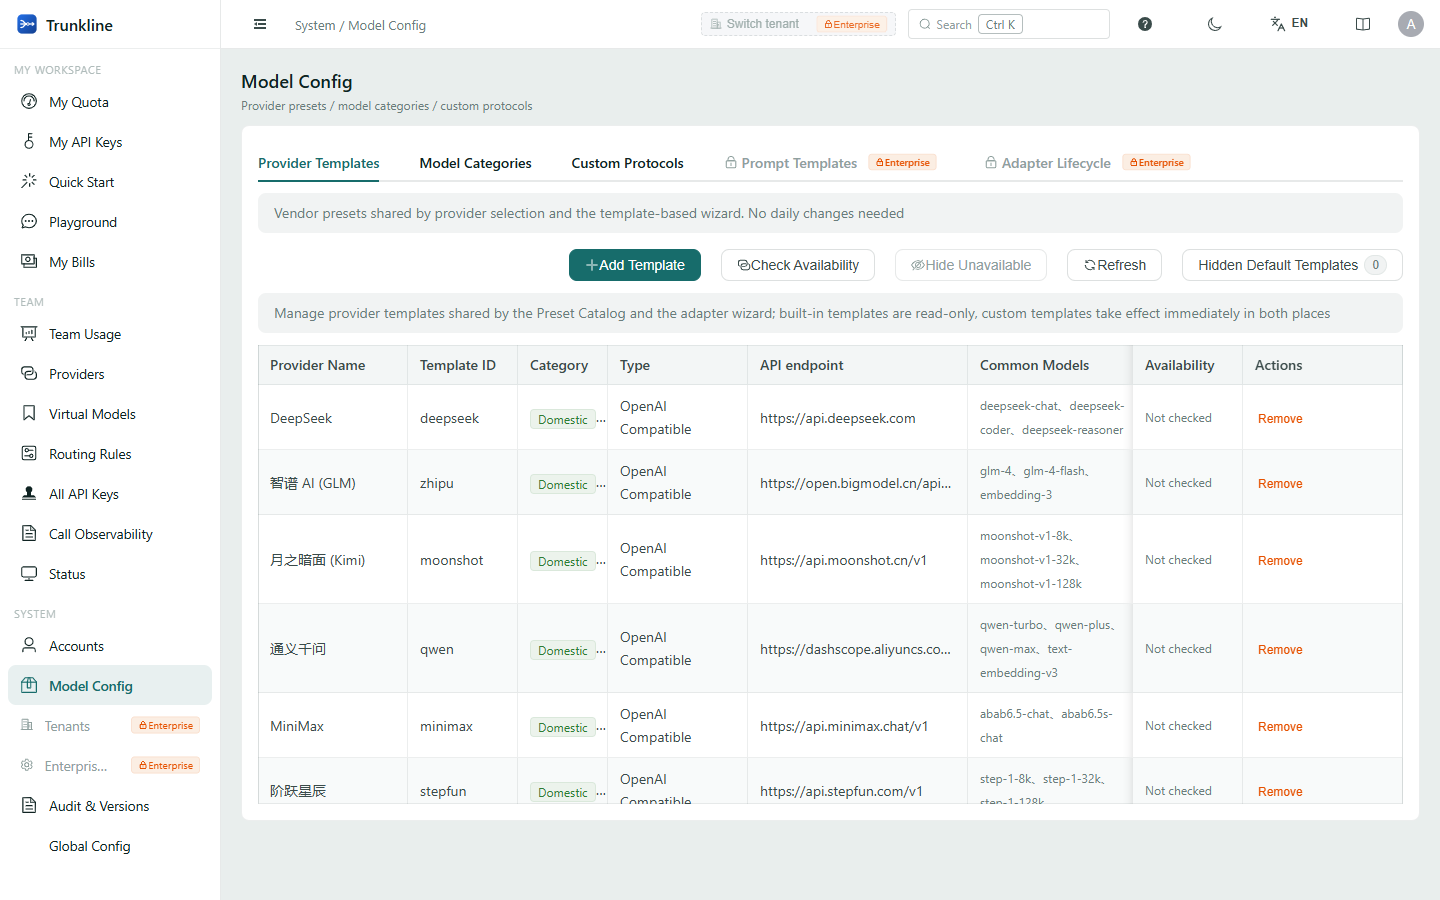 Trunkline
System / Model Config
Switch tenant
Enterprise
Search
Ctrl K
EN
A
MY WORKSPACE
My Quota
My API Keys
Quick Start
Playground
My Bills
TEAM
Team Usage
Providers
Virtual Models
Routing Rules
All API Keys
Call Observability
Status
SYSTEM
Accounts
Model Config
Tenants
Enterprise
Enterpris...
Enterprise
Audit & Versions
Global Config
Model Config
Provider presets / model categories / custom protocols
Provider Templates
Model Categories
Custom Protocols
Prompt Templates
Enterprise
Adapter Lifecycle
Enterprise
Vendor presets shared by provider selection and the template-based wizard. No daily changes needed
Add Template
Check Availability
Hide Unavailable
Refresh
Hidden Default Templates 0
Manage provider templates shared by the Preset Catalog and the adapter wizard; built-in templates are read-only, custom templates take effect immediately in both places
Provider Name
Template ID
Category
Type
API endpoint
Common Models
Availability
Actions
DeepSeek
deepseek
Domestic ...
OpenAI
Compatible
https://api.deepseek.com
deepseek-chat、deepseek-
coder、deepseek-reasoner
Not checked
Remove
智谱 AI (GLM)
zhipu
Domestic ...
OpenAI
Compatible
https://open.bigmodel.cn/api...
glm-4、glm-4-flash、
embedding-3
Not checked
Remove
月之暗面 (Kimi)
moonshot
Domestic ...
OpenAI
Compatible
https://api.moonshot.cn/v1
moonshot-v1-8k、
moonshot-v1-32k、
moonshot-v1-128k
Not checked
Remove
通义千问
qwen
Domestic ...
OpenAI
Compatible
https://dashscope.aliyuncs.co...
qwen-turbo、qwen-plus、
qwen-max、text-
embedding-v3
Not checked
Remove
MiniMax
minimax
Domestic ...
OpenAI
Compatible
https://api.minimax.chat/v1
abab6.5-chat、abab6.5s-
chat
Not checked
Remove
阶跃星辰
stepfun
Domestic ...
OpenAI
Compatible
https://api.stepfun.com/v1
step-1-8k、step-1-32k、
step-1-128k
Not checked
Remove